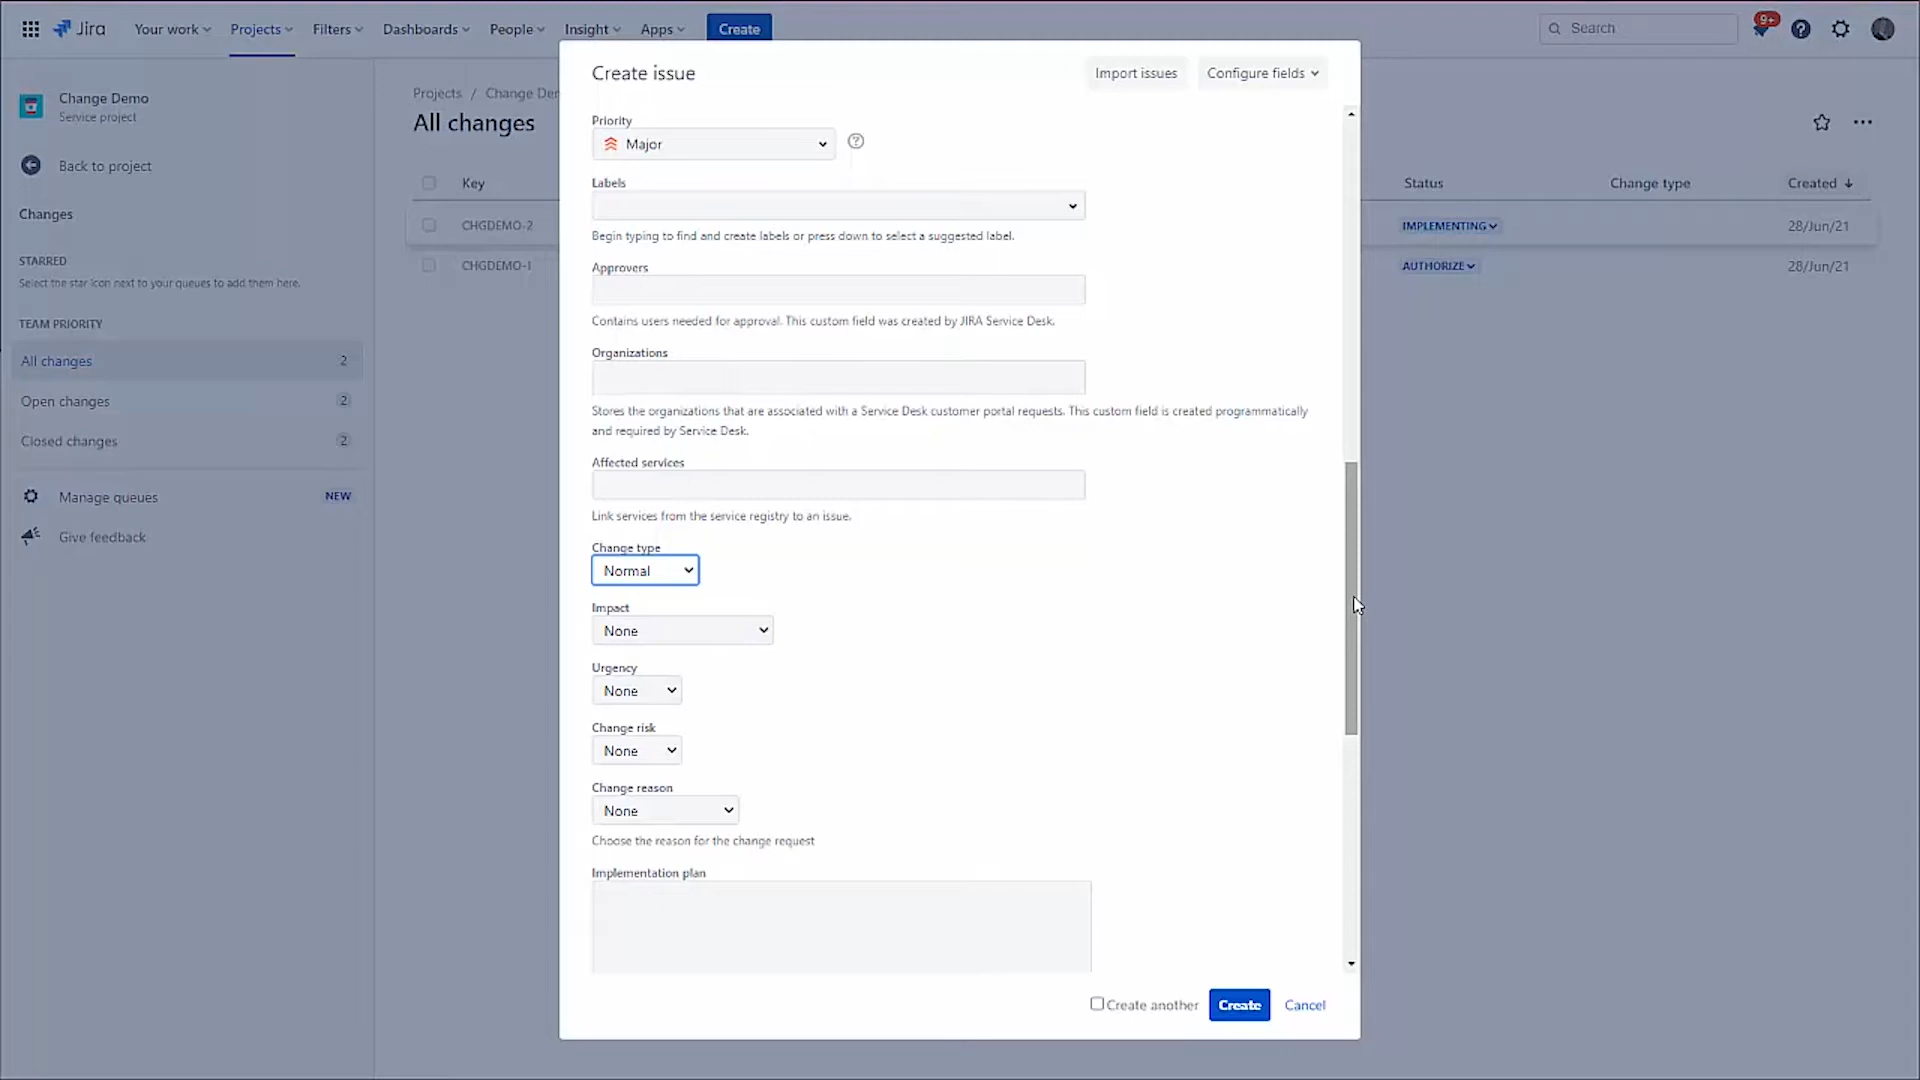 Jira
Your work
Projects
Filters
Dashboards
People
Insight
Apps
Create
Search
9+
Change Demo
Service project
Back to project
Changes
STARRED
Select the star icon next to your queues to add them here.
TEAM PRIORITY
All changes 2
Open changes 2
Closed changes 2
Manage queues NEW
Give feedback
Projects / Change Dem
All changes
Key
Status
Change type
Created
CHGDEMO-2
IMPLEMENTING
28/Jun/21
CHGDEMO-1
AUTHORIZE
28/Jun/21
Create issue
Import issues
Configure fields
Priority
Major
Labels
Begin typing to find and create labels or press down to select a suggested label.
Approvers
Contains users needed for approval. This custom field was created by JIRA Service Desk.
Organizations
Stores the organizations that are associated with a Service Desk customer portal requests. This custom field is created programmatically
and required by Service Desk.
Affected services
Link services from the service registry to an issue.
Change type
Normal
Impact
None
Urgency
None
Change risk
None
Change reason
None
Choose the reason for the change request
Implementation plan
Create another
Create
Cancel